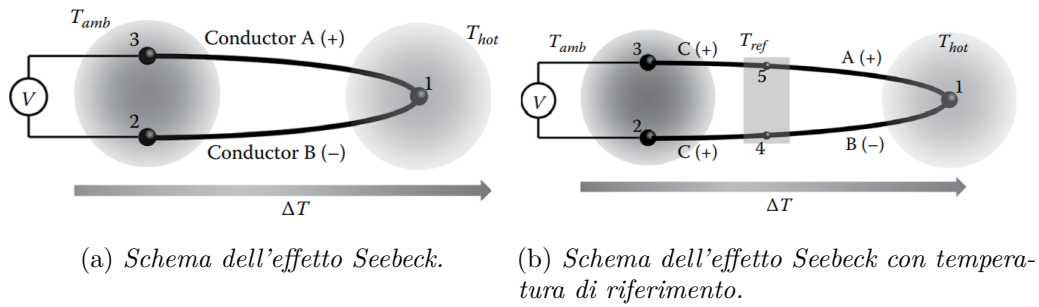 T_amb
3
Conductor A (+)
T_hot
1
V
2
Conductor B (−)
ΔT
(a) Schema dell'effetto Seebeck.
T_amb
3
C (+)
T_ref
5
A (+)
T_hot
1
V
2
C (+)
4
B (−)
ΔT
(b) Schema dell'effetto Seebeck con tempera-
tura di riferimento.